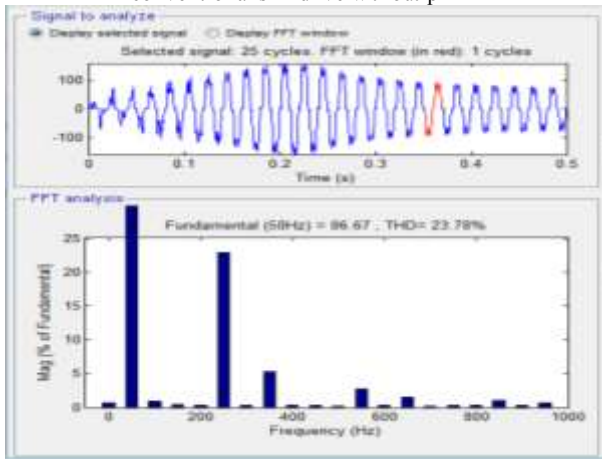 Signal to analyze
Display selected signal Display FFT window
Selected signal: 25 cycles. FFT window (in red): 1 cycles
100
0
-100
0 0.1 0.2 0.3 0.4 0.5
Time (s)
FFT analysis
Fundamental (50Hz) = 86.67 , THD= 23.78%
25
20
15
10
5
0
Mag (% of Fundamental)
0 200 400 600 800 1000
Frequency (Hz)